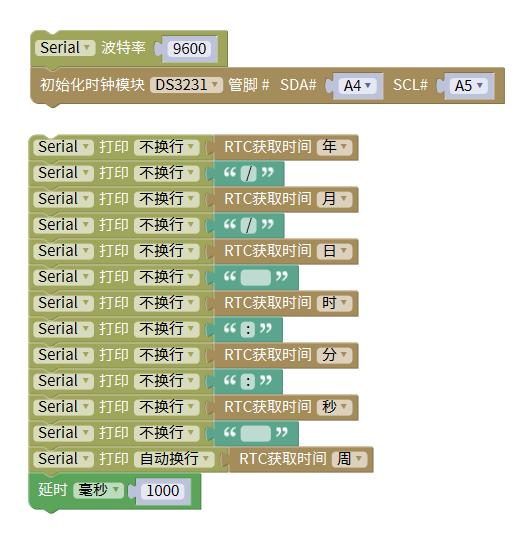 Serial 波特率 9600
初始化时钟模块 DS3231 管脚 # SDA# A4 SCL# A5
Serial 打印 不换行 RTC获取时间 年
Serial 打印 不换行 “ / ”
Serial 打印 不换行 RTC获取时间 月
Serial 打印 不换行 “ / ”
Serial 打印 不换行 RTC获取时间 日
Serial 打印 不换行 “ ”
Serial 打印 不换行 RTC获取时间 时
Serial 打印 不换行 “ : ”
Serial 打印 不换行 RTC获取时间 分
Serial 打印 不换行 “ : ”
Serial 打印 不换行 RTC获取时间 秒
Serial 打印 不换行 “ ”
Serial 打印 自动换行 RTC获取时间 周
延时 毫秒 1000